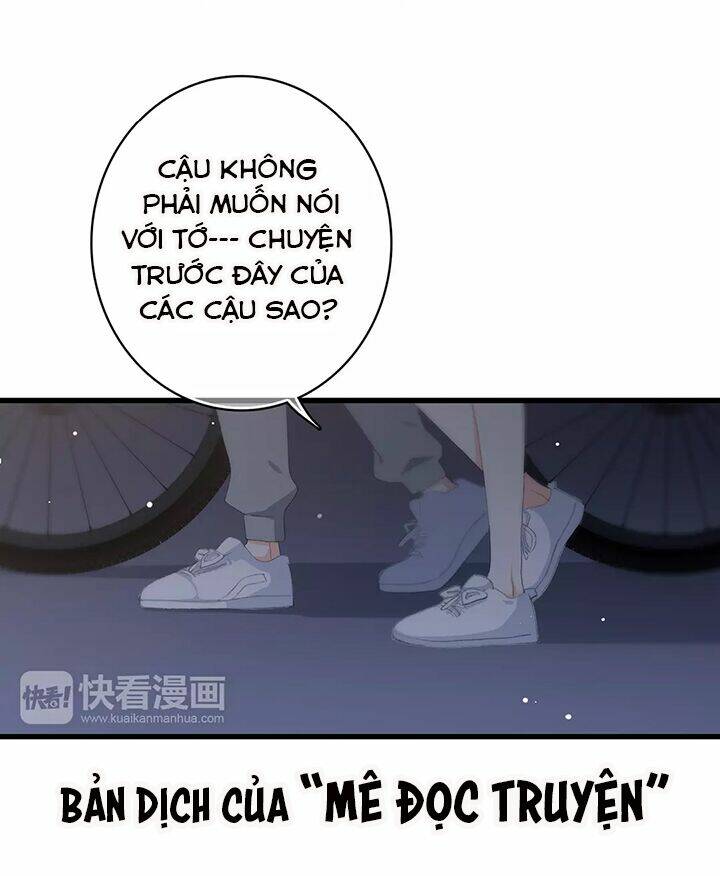 CẬU KHÔNG
PHẢI MUỐN NÓI
VỚI TỚ--- CHUYỆN
TRƯỚC ĐÂY CỦA
CÁC CẬU SAO?
快看!
快看漫画
www.kuaikanmanhua.com
BẢN DỊCH CỦA "MÊ ĐỌC TRUYỆN"